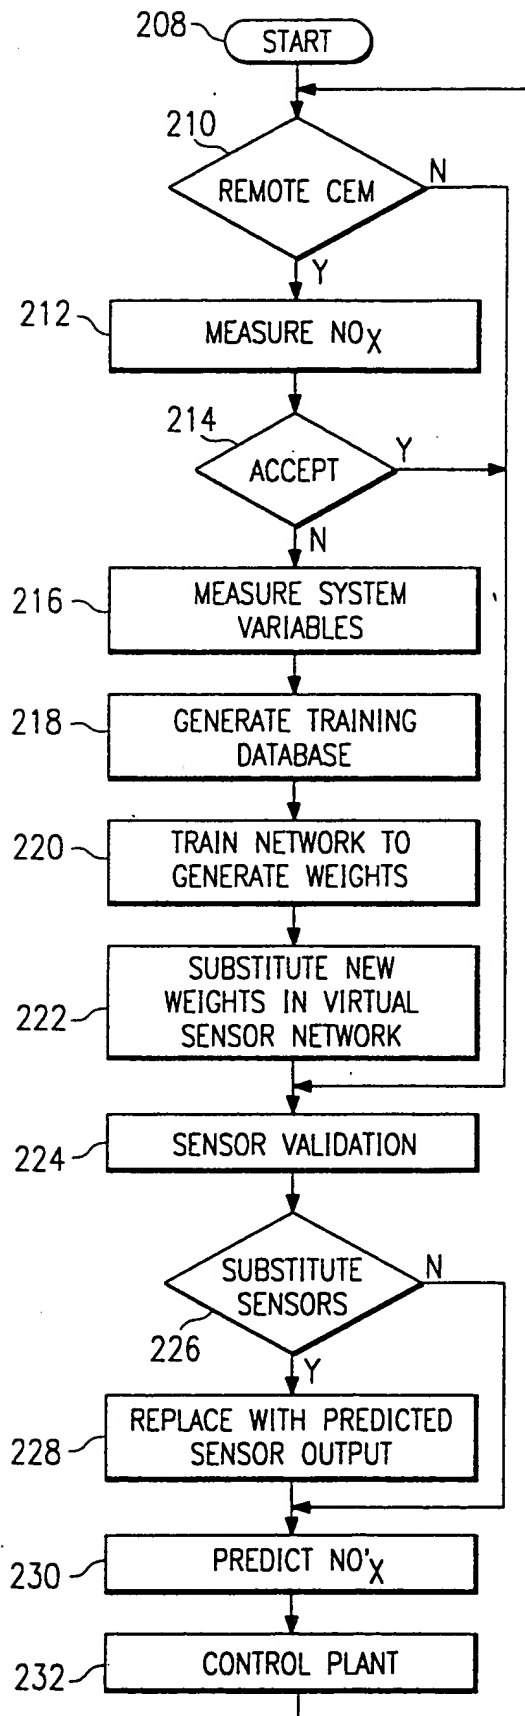 208
START
210
REMOTE CEM
N
Y
212
MEASURE NOX
214
ACCEPT
Y
N
216
MEASURE SYSTEM
VARIABLES
218
GENERATE TRAINING
DATABASE
220
TRAIN NETWORK TO
GENERATE WEIGHTS
222
SUBSTITUTE NEW
WEIGHTS IN VIRTUAL
SENSOR NETWORK
224
SENSOR VALIDATION
SUBSTITUTE
SENSORS
N
226
Y
228
REPLACE WITH PREDICTED
SENSOR OUTPUT
230
PREDICT NO'X
232
CONTROL PLANT